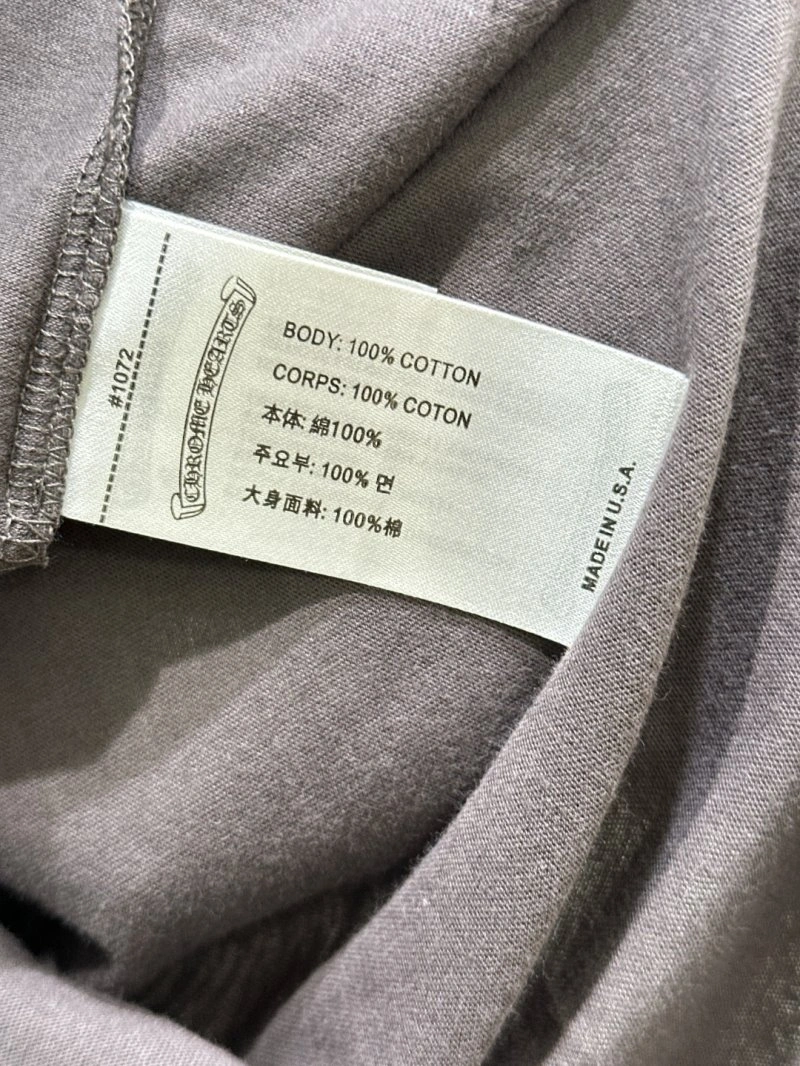 #1072
CHROME HEARTS
BODY: 100% COTTON
CORPS: 100% COTON
本体: 綿100%
주요부: 100% 면
大身面料: 100%棉
MADE IN U.S.A.